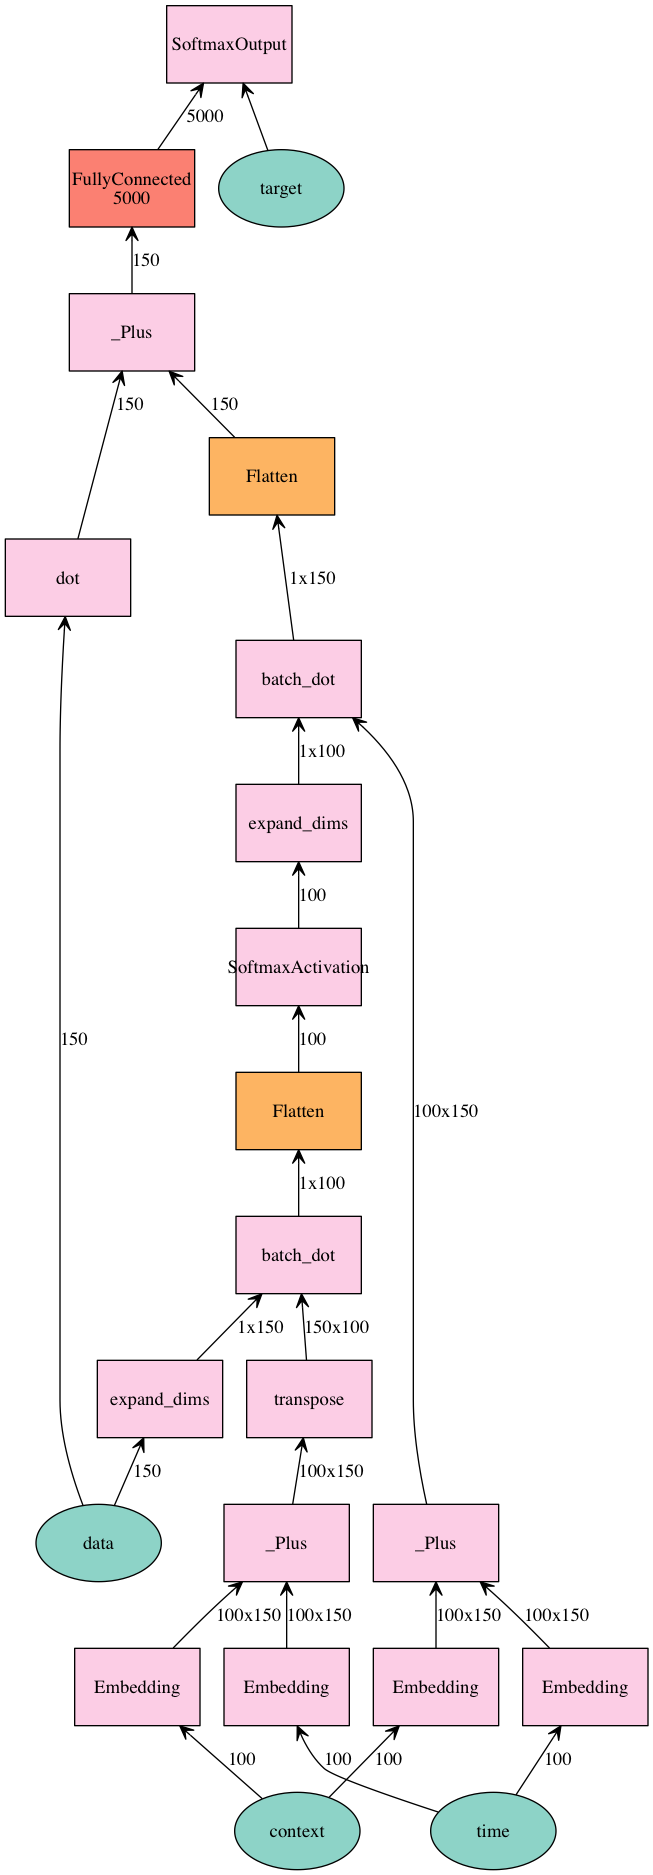 SoftmaxOutput
5000
FullyConnected
5000
target
150
_Plus
150
150
Flatten
dot
1x150
batch_dot
1x100
expand_dims
100
SoftmaxActivation
150
100
100x150
Flatten
1x100
batch_dot
1x150
150x100
expand_dims
transpose
150
100x150
data
_Plus
_Plus
100x150
100x150
100x150
100x150
Embedding
Embedding
Embedding
Embedding
100
100
100
100
context
time